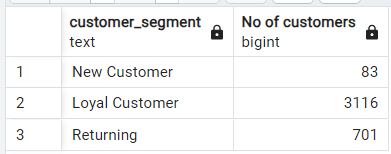 customer_segment No of customers
text bigint
1 New Customer 83
2 Loyal Customer 3116
3 Returning 701